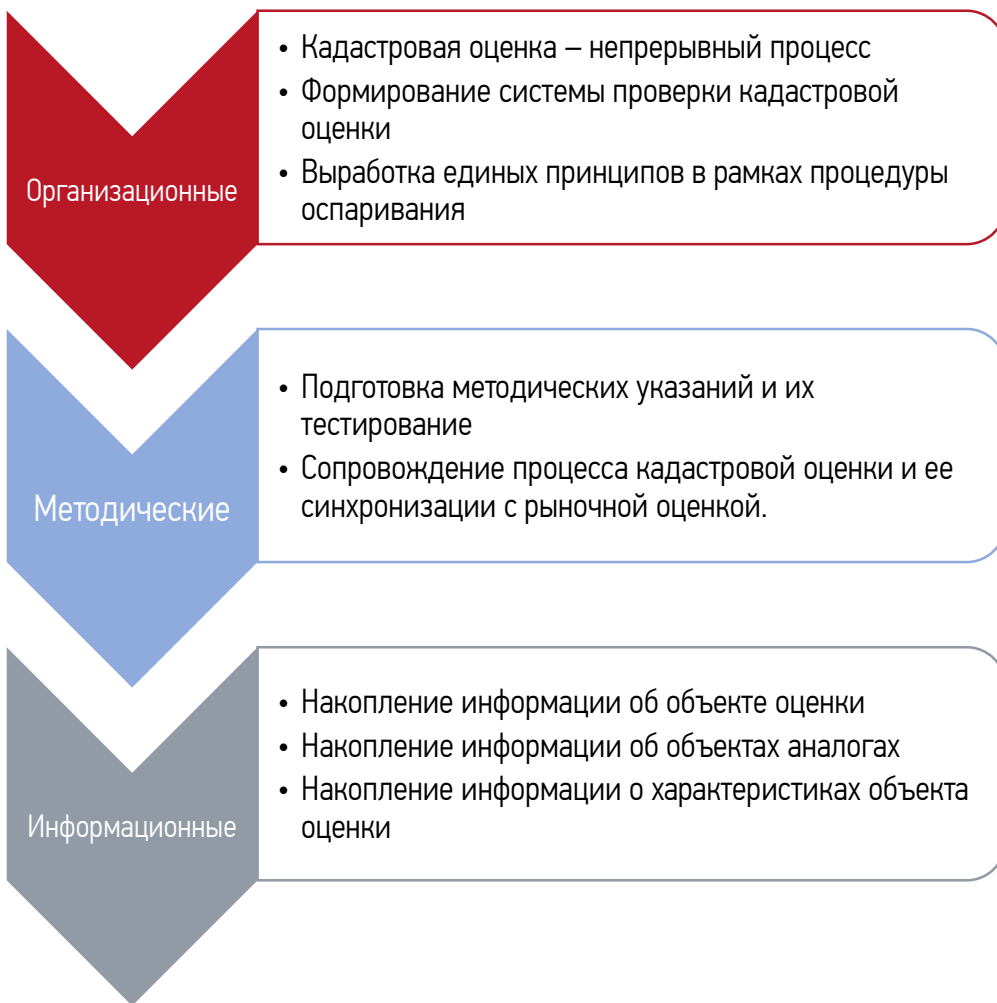 Организационные
• Кадастровая оценка – непрерывный процесс
• Формирование системы проверки кадастровой
оценки
• Выработка единых принципов в рамках процедуры
оспаривания
Методические
• Подготовка методических указаний и их
тестирование
• Сопровождение процесса кадастровой оценки и ее
синхронизации с рыночной оценкой.
Информационные
• Накопление информации об объекте оценки
• Накопление информации об объектах аналогах
• Накопление информации о характеристиках объекта
оценки